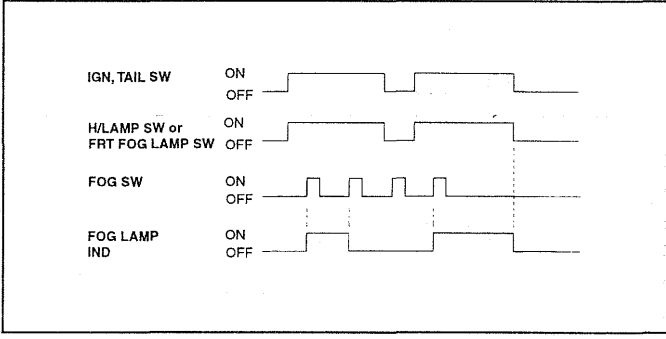 IGN, TAIL SW ON
OFF
H/LAMP SW or ON
FRT FOG LAMP SW OFF
FOG SW ON
OFF
FOG LAMP ON
IND OFF